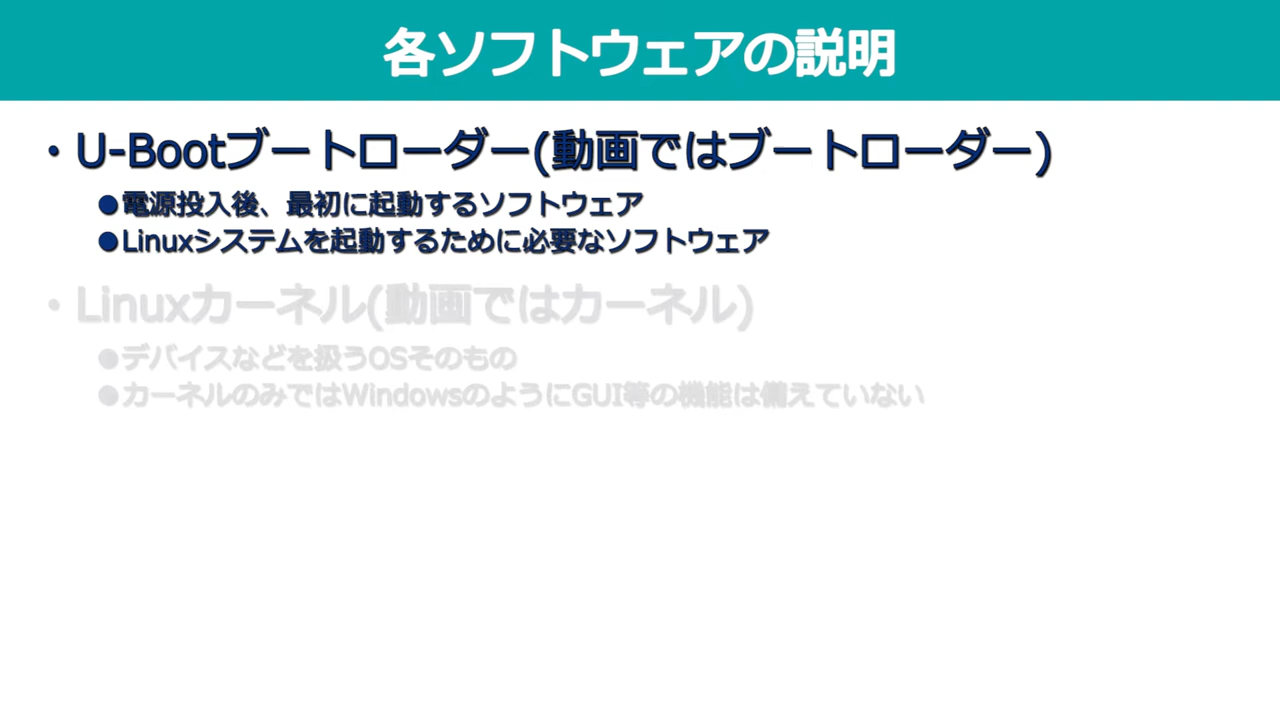 各ソフトウェアの説明
・U-Bootブートローダー(動画ではブートローダー)
●電源投入後、最初に起動するソフトウェア
●Linuxシステムを起動するために必要なソフトウェア
・Linuxカーネル(動画ではカーネル)
●デバイスなどを扱うOSそのもの
●カーネルのみではWindowsのようにGUI等の機能は備えていない